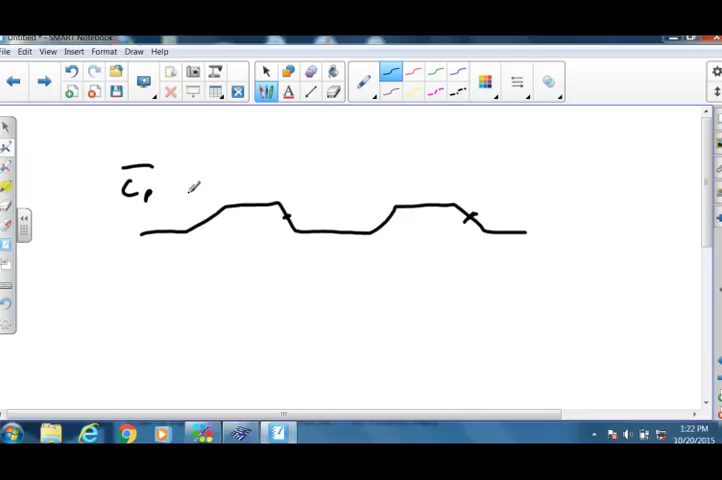 Untitled * - SMART Notebook
File Edit View Insert Format Draw Help
A
C̅P̅
1:22 PM
10/20/2015